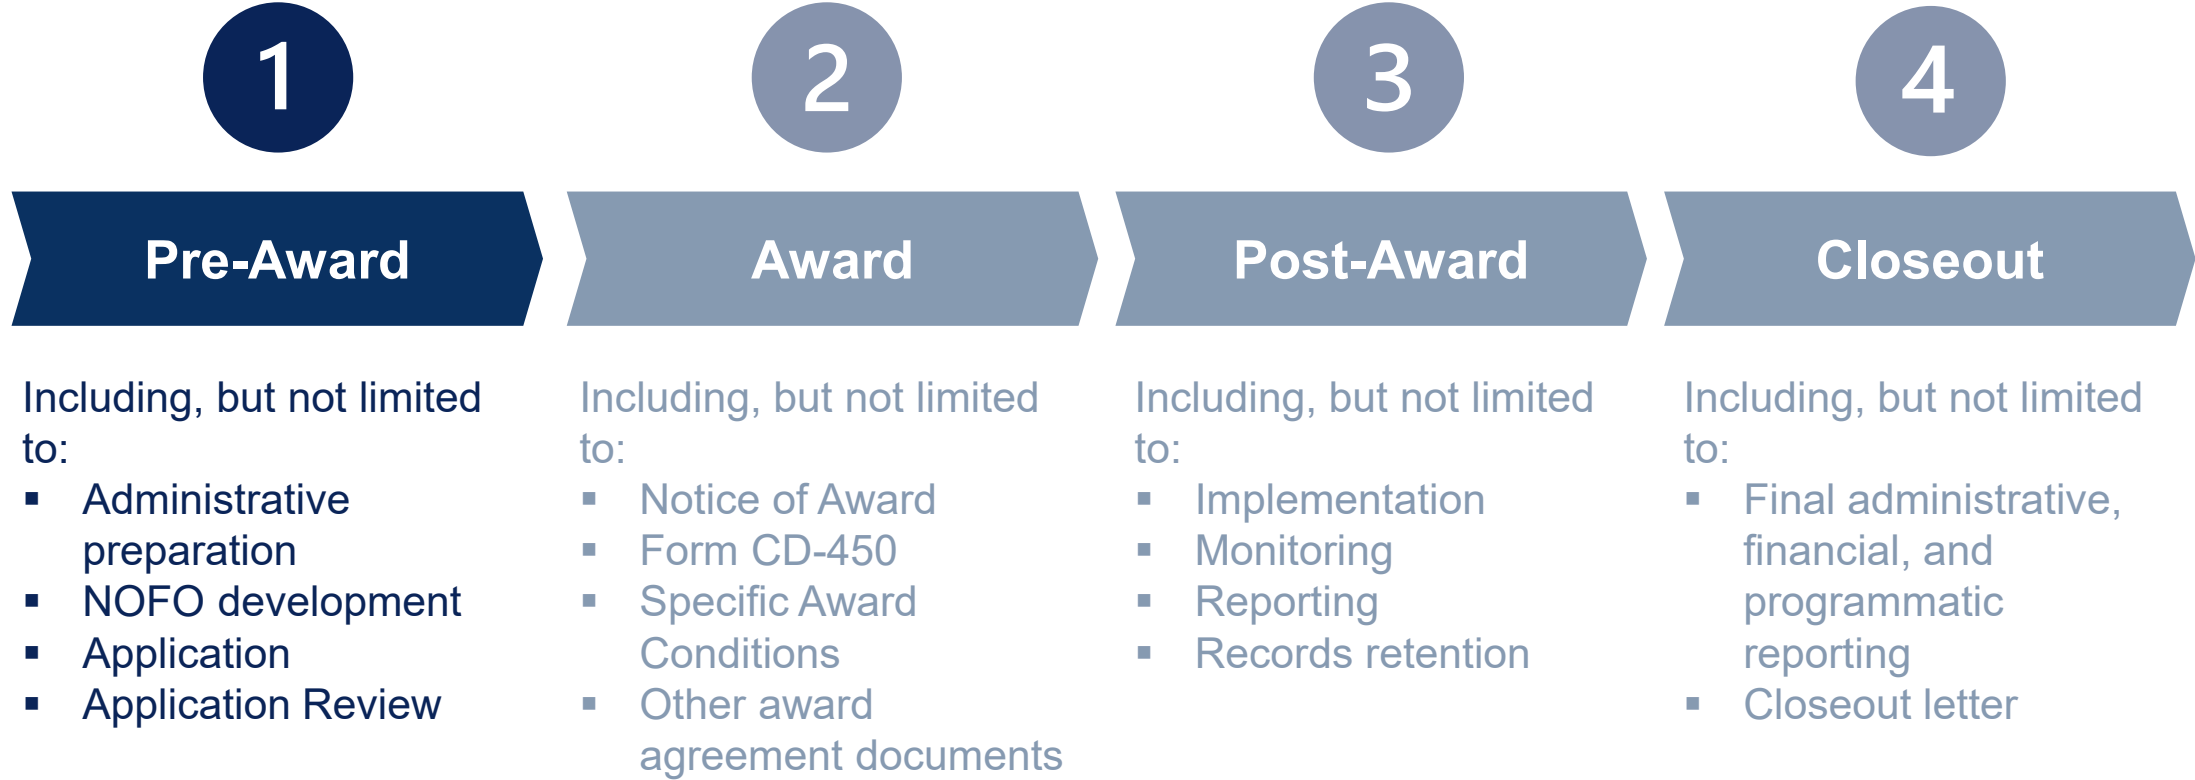 1
Pre-Award
Including, but not limited
to:
▪ Administrative
preparation
▪ NOFO development
▪ Application
▪ Application Review
2
Award
Including, but not limited
to:
▪ Notice of Award
▪ Form CD-450
▪ Specific Award
Conditions
▪ Other award
agreement documents
3
Post-Award
Including, but not limited
to:
▪ Implementation
▪ Monitoring
▪ Reporting
▪ Records retention
4
Closeout
Including, but not limited
to:
▪ Final administrative,
financial, and
programmatic
reporting
▪ Closeout letter